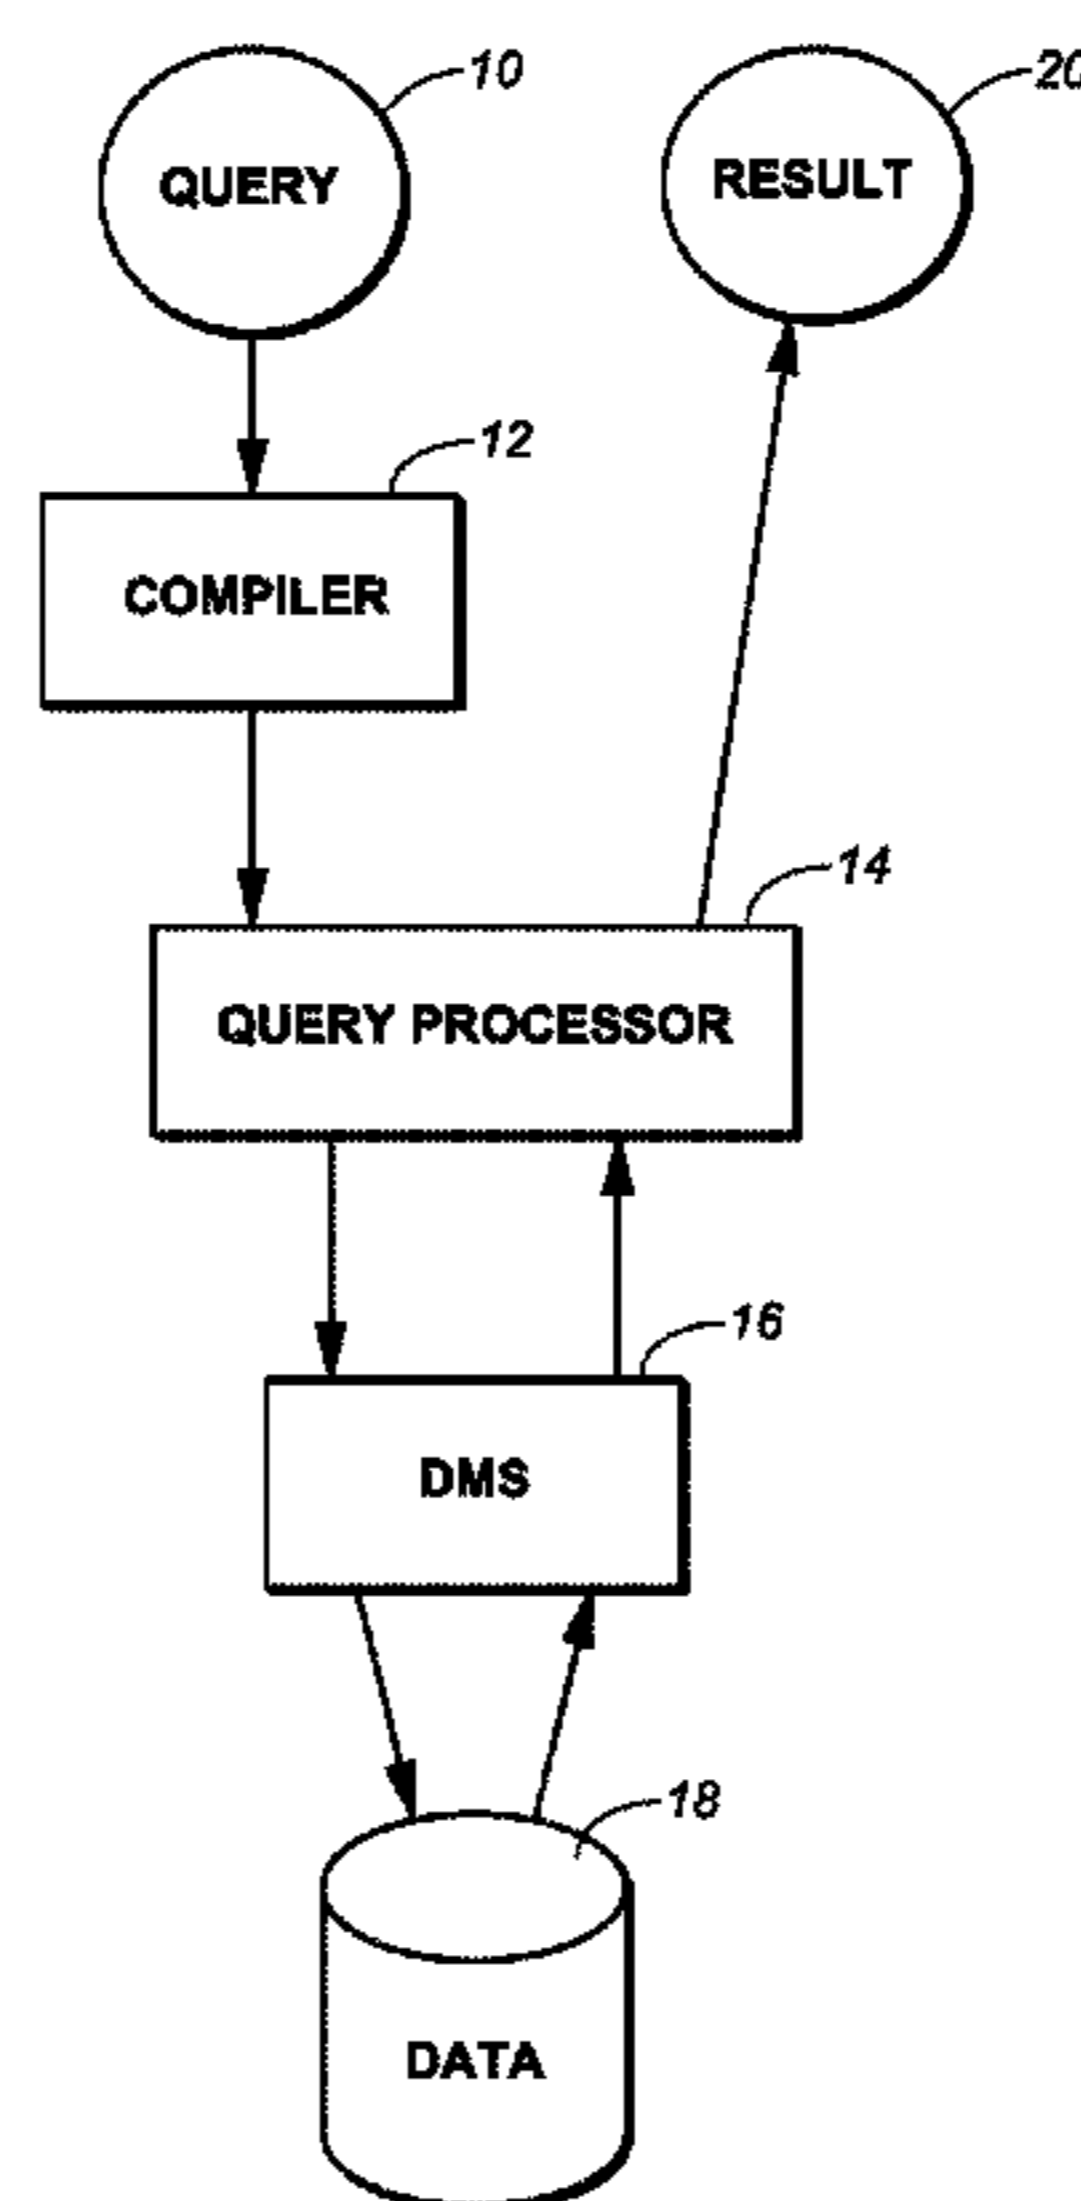 10
20
QUERY
RESULT
12
COMPILER
14
QUERY PROCESSOR
16
DMS
18
DATA